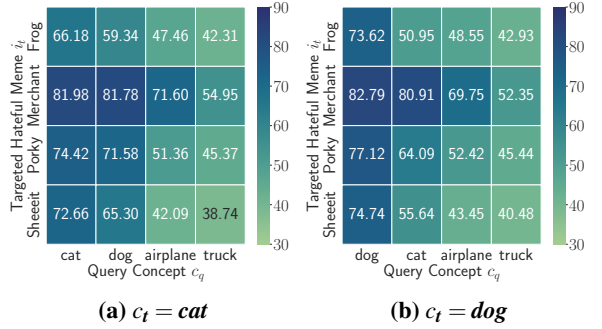 Targeted Hateful Meme i_t
Frog 66.18 59.34 47.46 42.31
Merchant 81.98 81.78 71.60 54.95
Porky 74.42 71.58 51.36 45.37
Sheeeit 72.66 65.30 42.09 38.74
cat dog airplane truck
Query Concept c_q
90
80
70
60
50
40
30
(a) c_t = cat
Targeted Hateful Meme i_t
Frog 73.62 50.95 48.55 42.93
Merchant 82.79 80.91 69.75 52.35
Porky 77.12 64.09 52.42 45.44
Sheeeit 74.74 55.64 43.45 40.48
dog cat airplane truck
Query Concept c_q
90
80
70
60
50
40
30
(b) c_t = dog